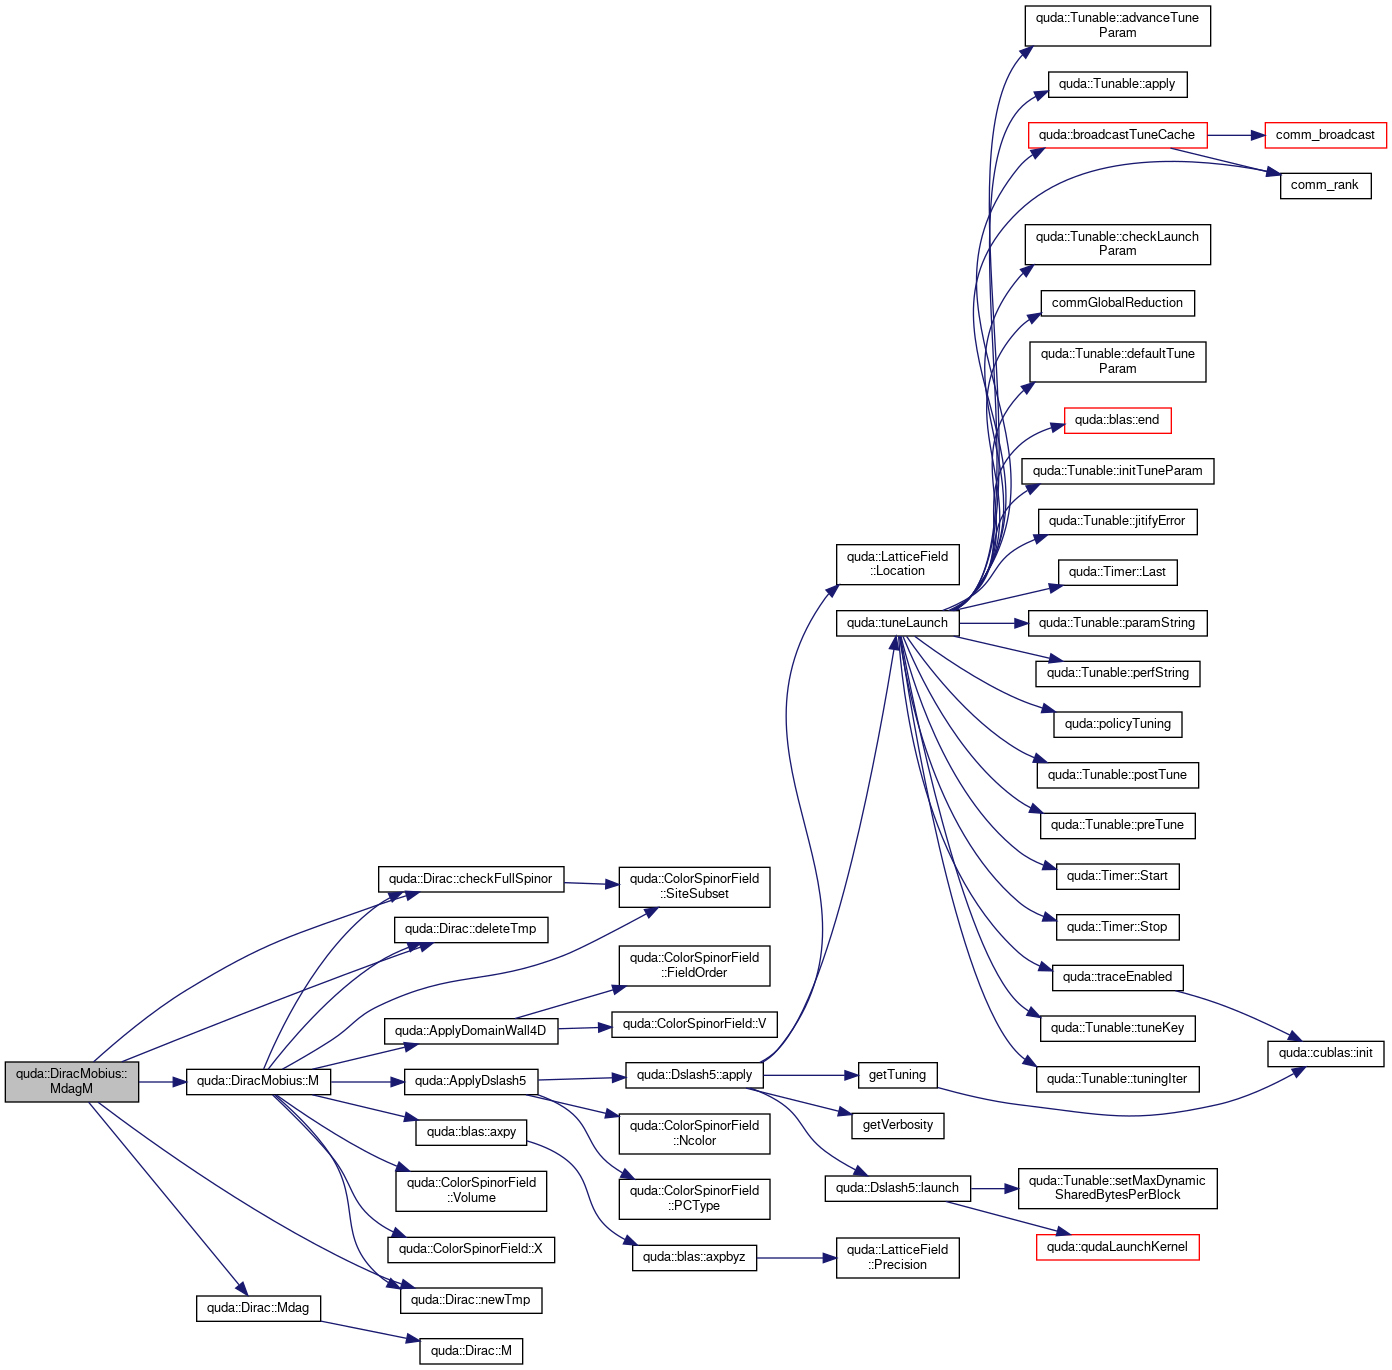 quda::DiracMobius::
MdagM
quda::Dirac::checkFullSpinor
quda::Dirac::deleteTmp
quda::DiracMobius::M
quda::Dirac::newTmp
quda::Dirac::Mdag
quda::Dirac::M
quda::ColorSpinorField
::SiteSubset
quda::ApplyDomainWall4D
quda::ApplyDslash5
quda::blas::axpy
quda::ColorSpinorField
::Volume
quda::ColorSpinorField::X
quda::ColorSpinorField
::FieldOrder
quda::ColorSpinorField::V
quda::Dslash5::apply
quda::ColorSpinorField
::Ncolor
quda::ColorSpinorField
::PCType
quda::blas::axpbyz
quda::LatticeField
::Precision
quda::LatticeField
::Location
quda::tuneLaunch
getTuning
getVerbosity
quda::Dslash5::launch
quda::Tunable::advanceTune
Param
quda::Tunable::apply
quda::broadcastTuneCache
comm_broadcast
comm_rank
quda::Tunable::checkLaunch
Param
commGlobalReduction
quda::Tunable::defaultTune
Param
quda::blas::end
quda::Tunable::initTuneParam
quda::Tunable::jitifyError
quda::Timer::Last
quda::Tunable::paramString
quda::Tunable::perfString
quda::policyTuning
quda::Tunable::postTune
quda::Tunable::preTune
quda::Timer::Start
quda::Timer::Stop
quda::traceEnabled
quda::Tunable::tuneKey
quda::cublas::init
quda::Tunable::tuningIter
quda::Tunable::setMaxDynamic
SharedBytesPerBlock
quda::qudaLaunchKernel